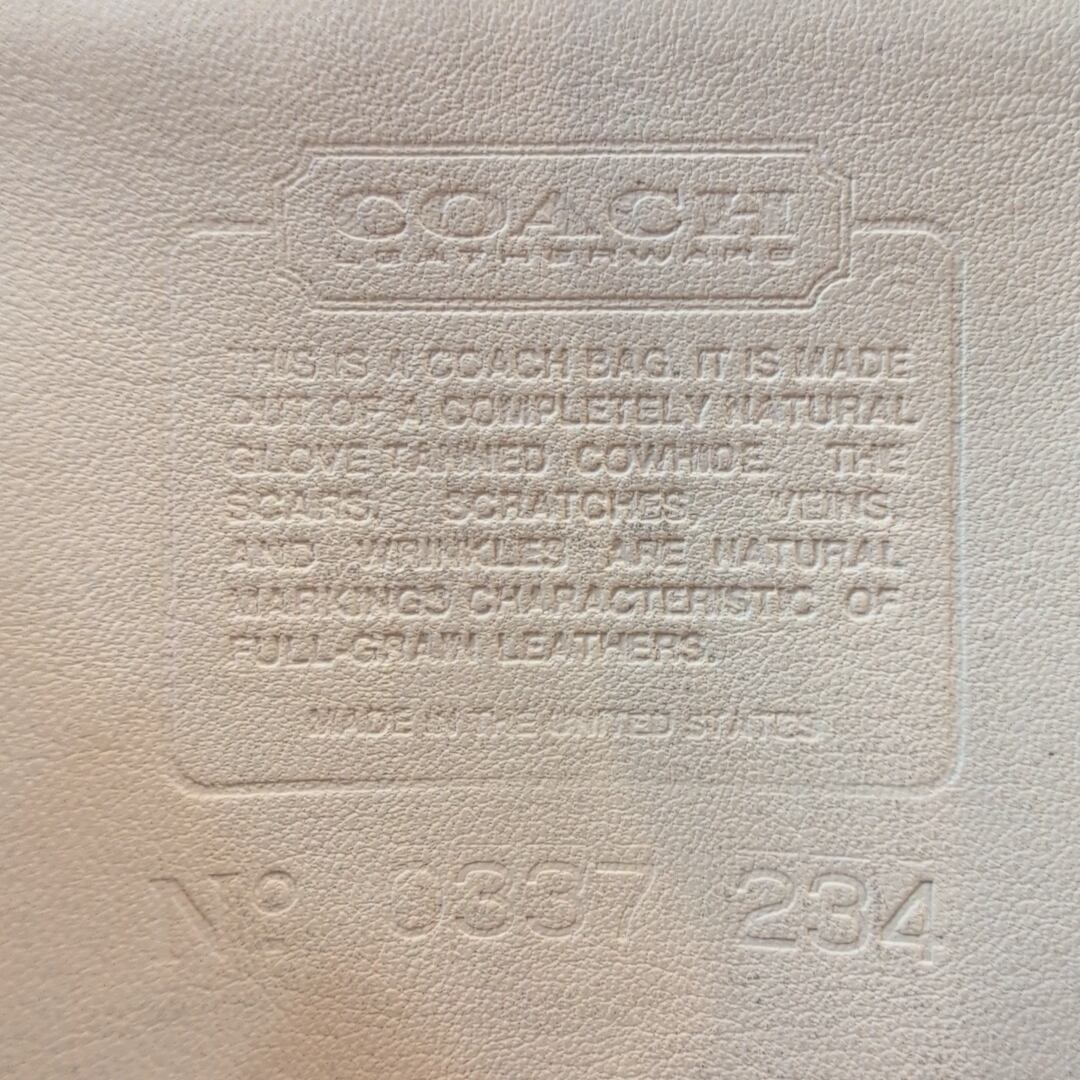 COACH
LEATHERWARE
THIS IS A COACH BAG. IT IS MADE
OUT OF A COMPLETELY NATURAL
GLOVE TANNED COWHIDE. THE
SCARS, SCRATCHES, VEINS,
AND WRINKLES ARE NATURAL
MARKINGS CHARACTERISTIC OF
FULL-GRAIN LEATHERS.
MADE IN THE UNITED STATES.
Nº 0337 234